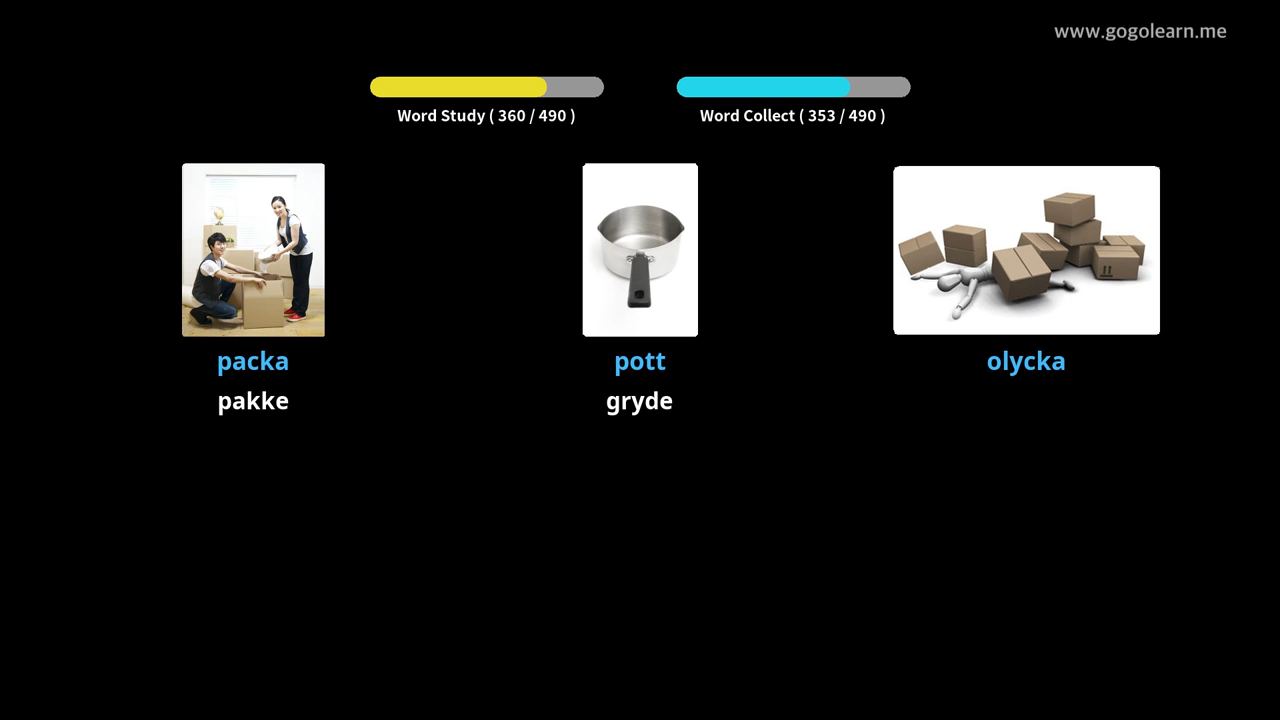 www.gogolearn.me
Word Study ( 360 / 490 )
Word Collect ( 353 / 490 )
packa
pott
olycka
pakke
gryde